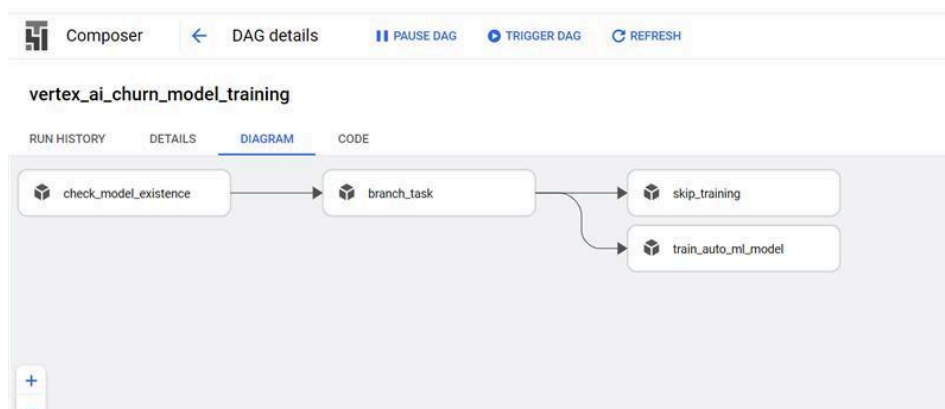 Composer DAG details PAUSE DAG TRIGGER DAG REFRESH
vertex_ai_churn_model_training
RUN HISTORY DETAILS DIAGRAM CODE
check_model_existence branch_task skip_training
train_auto_ml_model
+